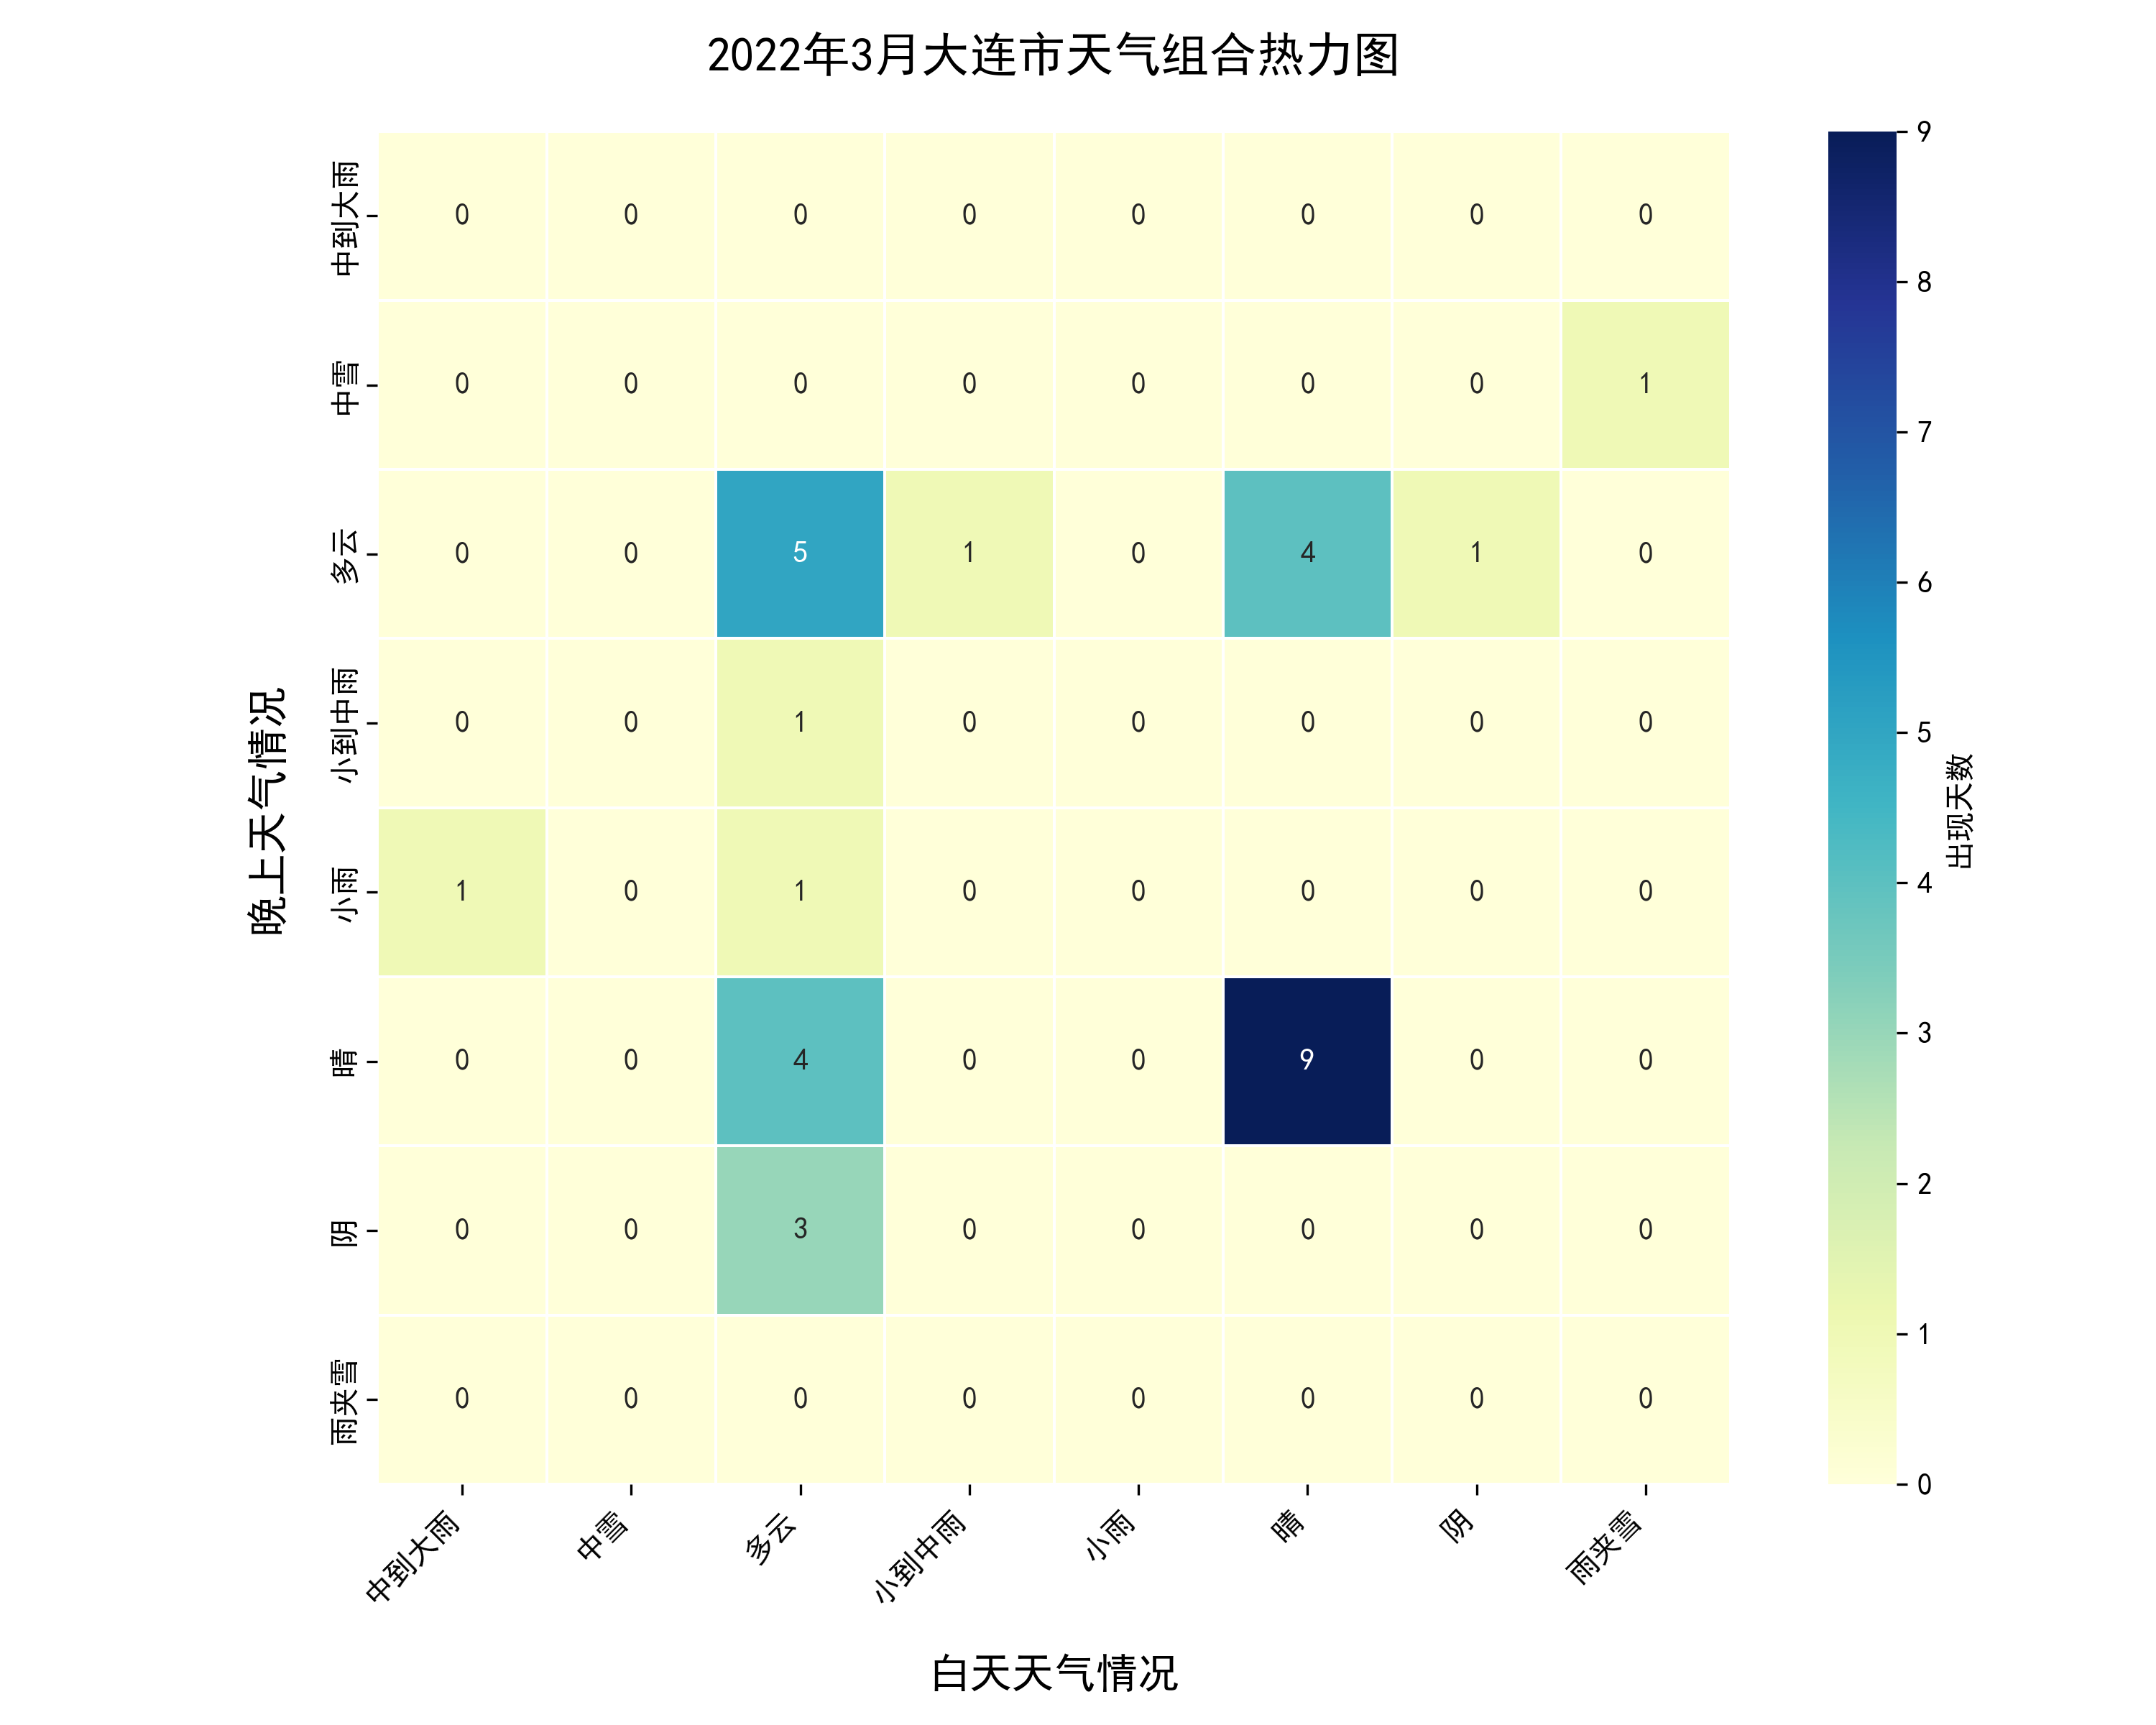 2022年3月大连市天气组合热力图
晚上天气情况
中到大雨 0 0 0 0 0 0 0 0
中雪 0 0 0 0 0 0 0 1
多云 0 0 5 1 0 4 1 0
小到中雨 0 0 1 0 0 0 0 0
小雨 1 0 1 0 0 0 0 0
晴 0 0 4 0 0 9 0 0
阴 0 0 3 0 0 0 0 0
雨夹雪 0 0 0 0 0 0 0 0
中到大雨 中雪 多云 小到中雨 小雨 晴 阴 雨夹雪
白天天气情况
9
8
7
6
5
4
3
2
1
0
出现天数